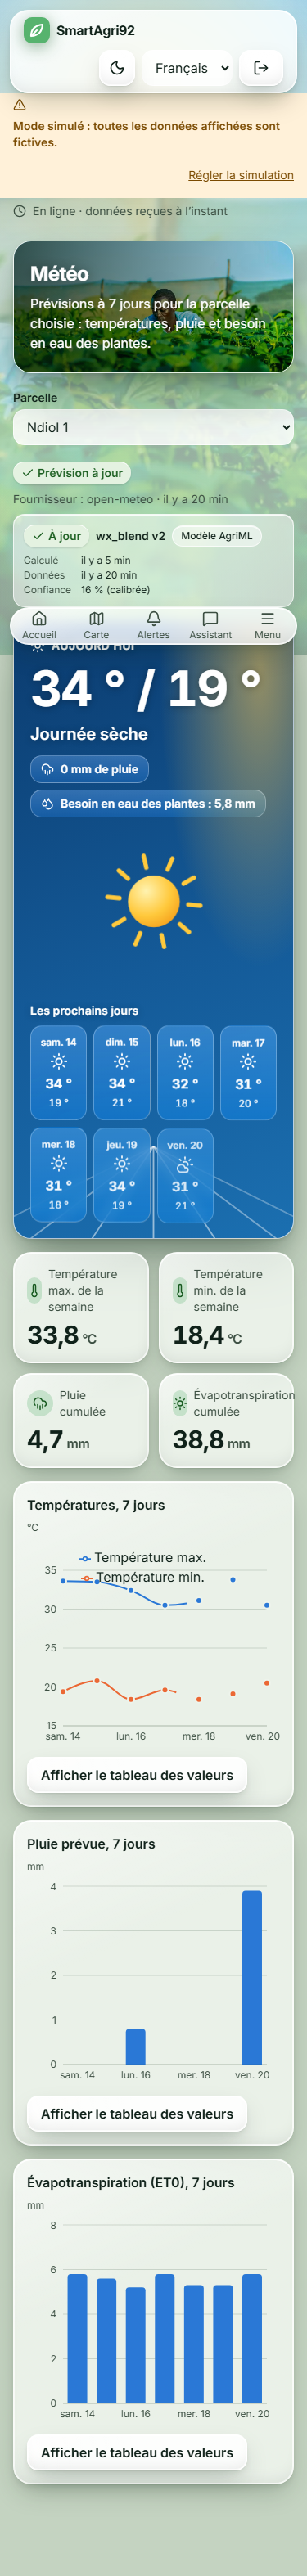 SmartAgri92
Français
Mode simulé : toutes les données affichées sont
fictives.
Régler la simulation
En ligne · données reçues à l'instant
Météo
Prévisions à 7 jours pour la parcelle
choisie : températures, pluie et besoin
en eau des plantes.
Parcelle
Ndiol 1
Prévision à jour
Fournisseur : open-meteo · il y a 20 min
À jour wx_blend v2 Modèle AgriML
Calculé il y a 5 min
Données il y a 20 min
Confiance 16 % (calibrée)
Accueil Carte Alertes Assistant Menu
AUJOURD'HUI
34 ° / 19 °
Journée sèche
0 mm de pluie
Besoin en eau des plantes : 5,8 mm
Les prochains jours
sam. 14 dim. 15 lun. 16 mar. 17
34 ° 34 ° 32 ° 31 °
19 ° 21 ° 18 ° 20 °
mer. 18 jeu. 19 ven. 20
31 ° 34 ° 31 °
18 ° 19 ° 21 °
Température
max. de la
semaine
33,8 °C
Température
min. de la
semaine
18,4 °C
Pluie
cumulée
4,7 mm
Évapotranspiration
cumulée
38,8 mm
Températures, 7 jours
°C
Température max.
Température min.
35
30
25
20
15
sam. 14 lun. 16 mer. 18 ven. 20
Afficher le tableau des valeurs
Pluie prévue, 7 jours
mm
4
3
2
1
0
sam. 14 lun. 16 mer. 18 ven. 20
Afficher le tableau des valeurs
Évapotranspiration (ET0), 7 jours
mm
8
6
4
2
0
sam. 14 lun. 16 mer. 18 ven. 20
Afficher le tableau des valeurs